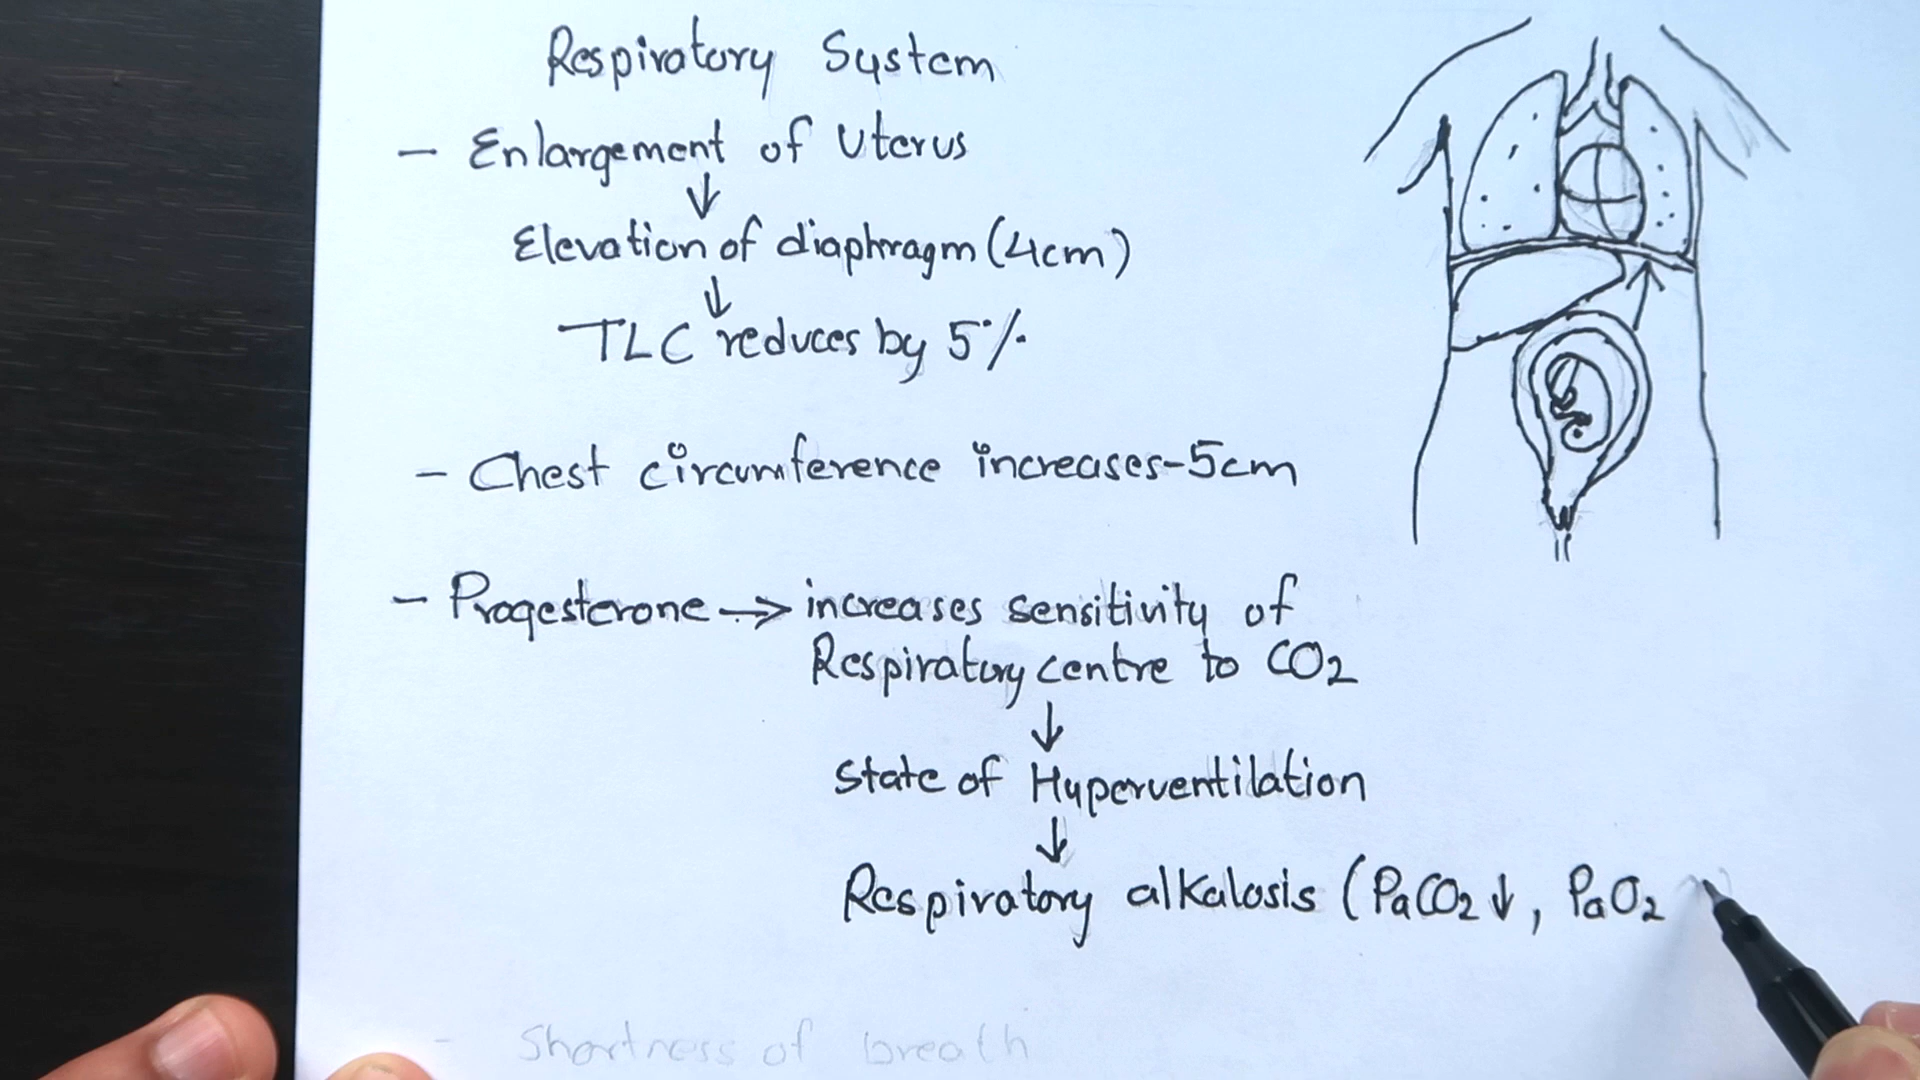 Respiratory System
- Enlargement of Uterus
↓
Elevation of diaphragm (4cm)
↓
TLC reduces by 5%
- Chest circumference increases-5cm
- Progesterone → increases sensitivity of
Respiratory centre to CO2
↓
State of Hyperventilation
↓
Respiratory alkalosis (PaCO2↓, PaO2
- Shortness of breath